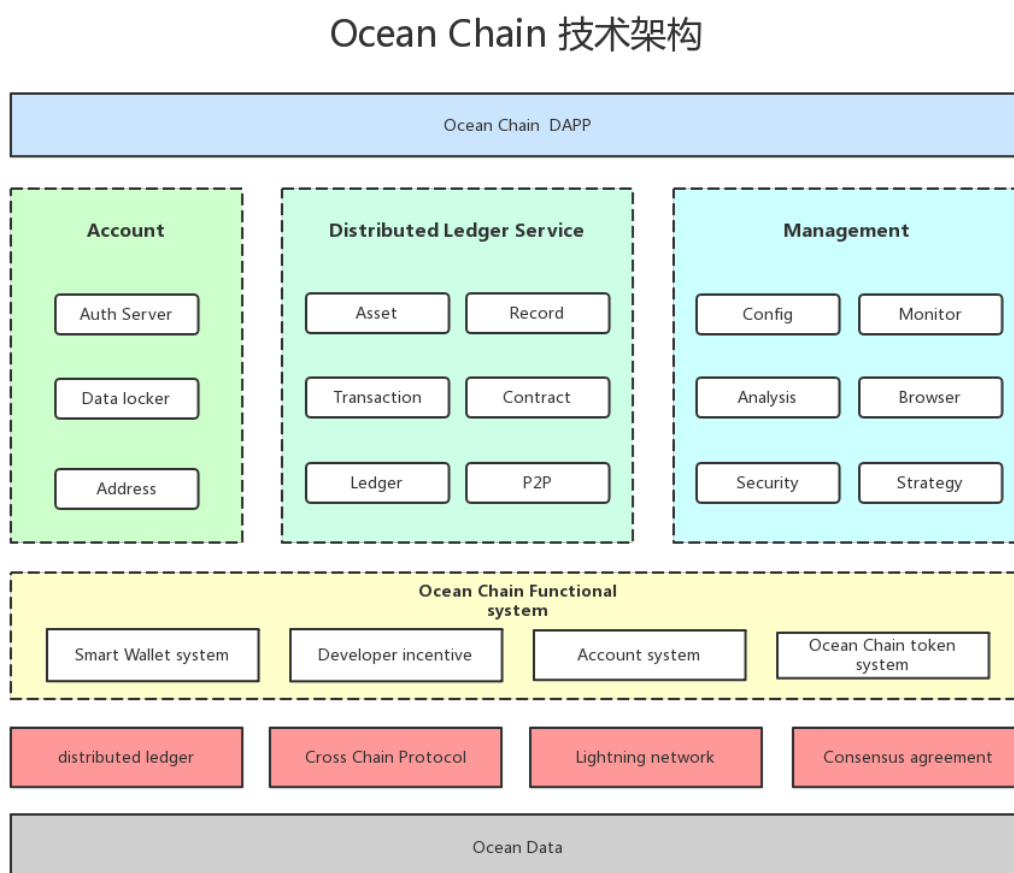 Ocean Chain 技术架构
Ocean Chain DAPP
Account
Auth Server
Data locker
Address
Distributed Ledger Service
Asset
Record
Transaction
Contract
Ledger
P2P
Management
Config
Monitor
Analysis
Browser
Security
Strategy
Ocean Chain Functional
system
Smart Wallet system
Developer incentive
Account system
Ocean Chain token
system
distributed ledger
Cross Chain Protocol
Lightning network
Consensus agreement
Ocean Data